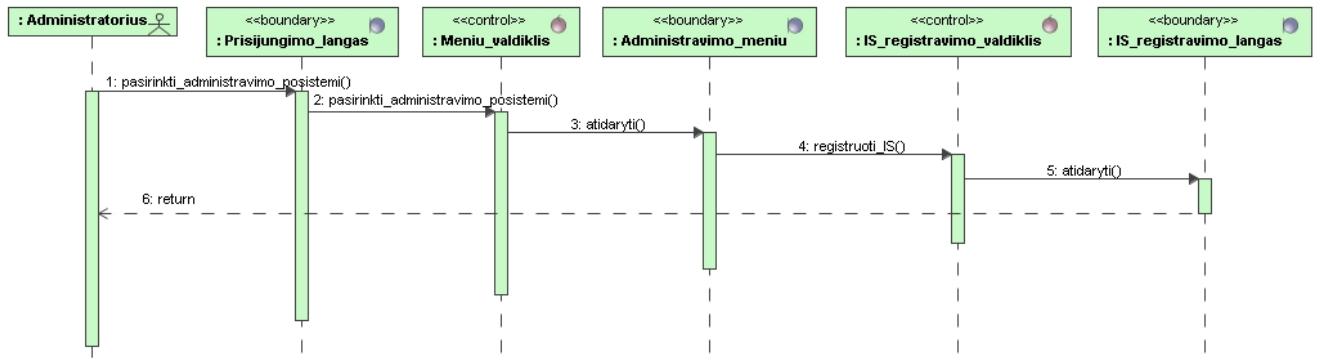 : Administratorius
<<boundary>>
: Prisijungimo_langas
<<control>>
: Meniu_valdiklis
<<boundary>>
: Administravimo_meniu
<<control>>
: IS_registravimo_valdiklis
<<boundary>>
: IS_registravimo_langas
1: pasirinkti_administravimo_posistemi()
2: pasirinkti_administravimo_posistemi()
3: atidaryti()
4: registruoti_IS()
5: atidaryti()
6: return